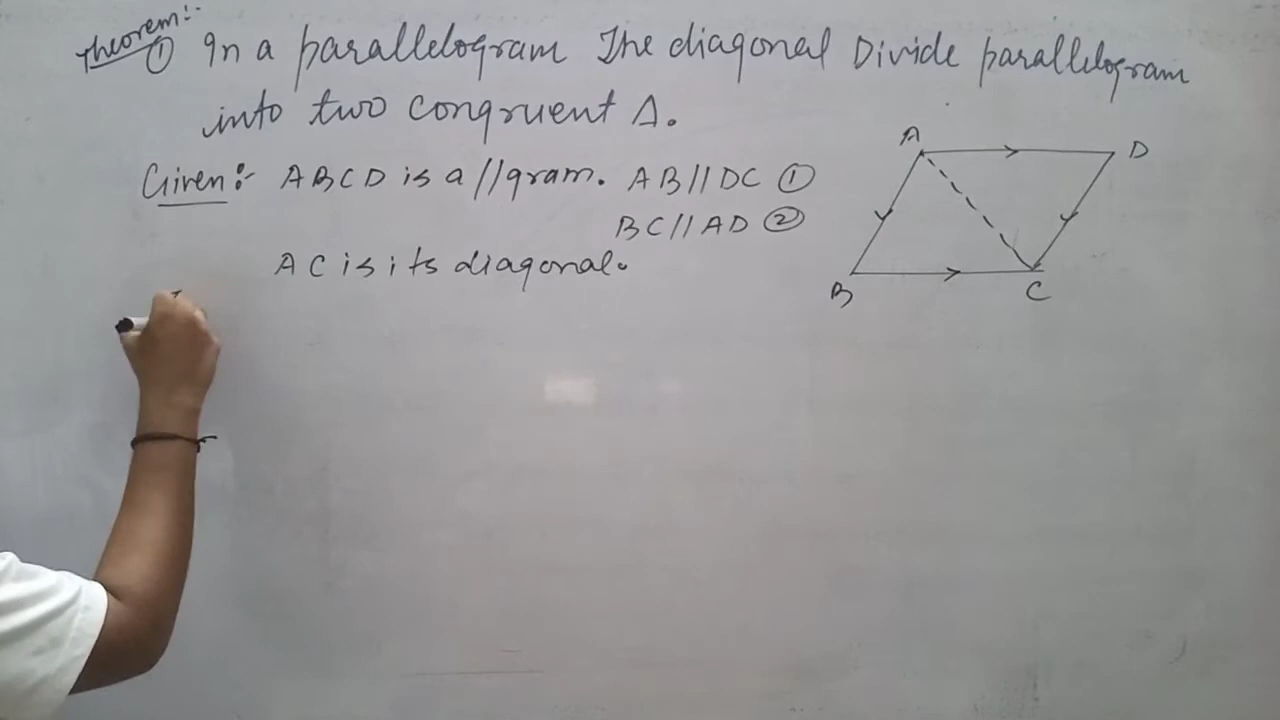 Theorem:-
① In a parallelogram The diagonal Divide parallelogram
into two congruent Δ.
Given:- ABCD is a //gram. AB//DC ①
BC//AD ②
AC is its diagonal.
A D
B C